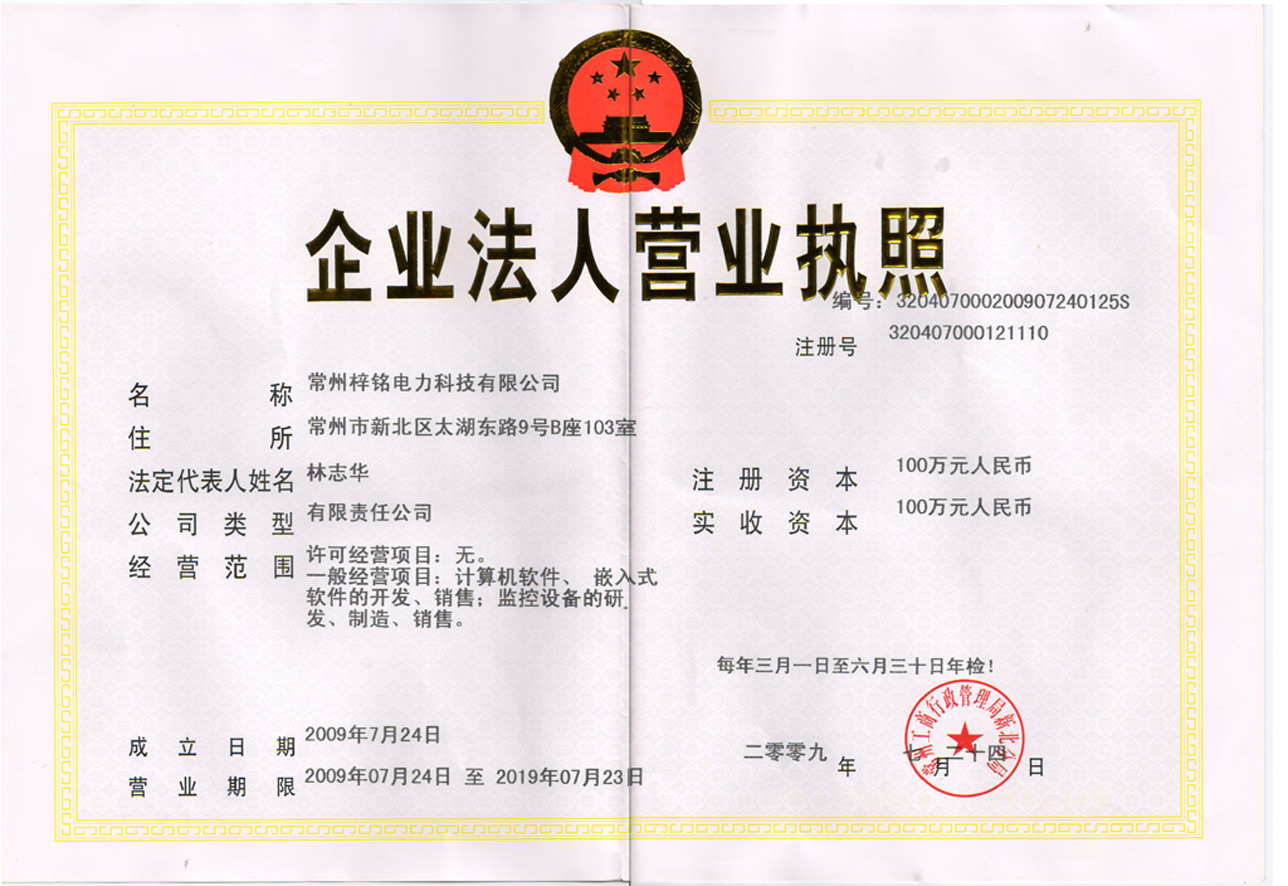 企业法人营业执照
编号：320407000200907240125S
注册号 320407000121110
名称 常州梓铭电力科技有限公司
住所 常州市新北区太湖东路9号B座103室
法定代表人姓名 林志华
注册资本 100万元人民币
公司类型 有限责任公司
实收资本 100万元人民币
经营范围 许可经营项目：无。
一般经营项目：计算机软件、嵌入式
软件的开发、销售；监控设备的研
发、制造、销售。
每年三月一日至六月三十日年检！
常州工商行政管理局新北分局
成立日期 2009年7月24日
二零零九年七月二十四日
营业期限 2009年07月24日 至 2019年07月23日